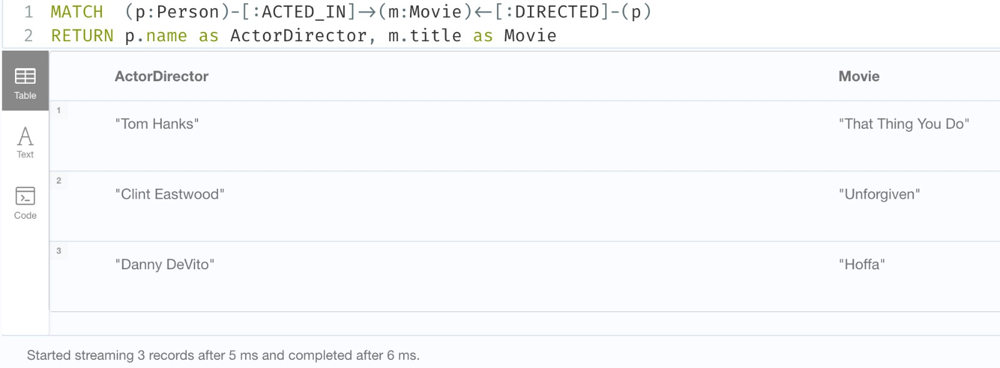 1 MATCH  (p:Person)-[:ACTED_IN]->(m:Movie)<-[:DIRECTED]-(p)
2 RETURN p.name as ActorDirector, m.title as Movie
Table
Text
Code
ActorDirector Movie
1
"Tom Hanks" "That Thing You Do"
2
"Clint Eastwood" "Unforgiven"
3
"Danny DeVito" "Hoffa"
Started streaming 3 records after 5 ms and completed after 6 ms.